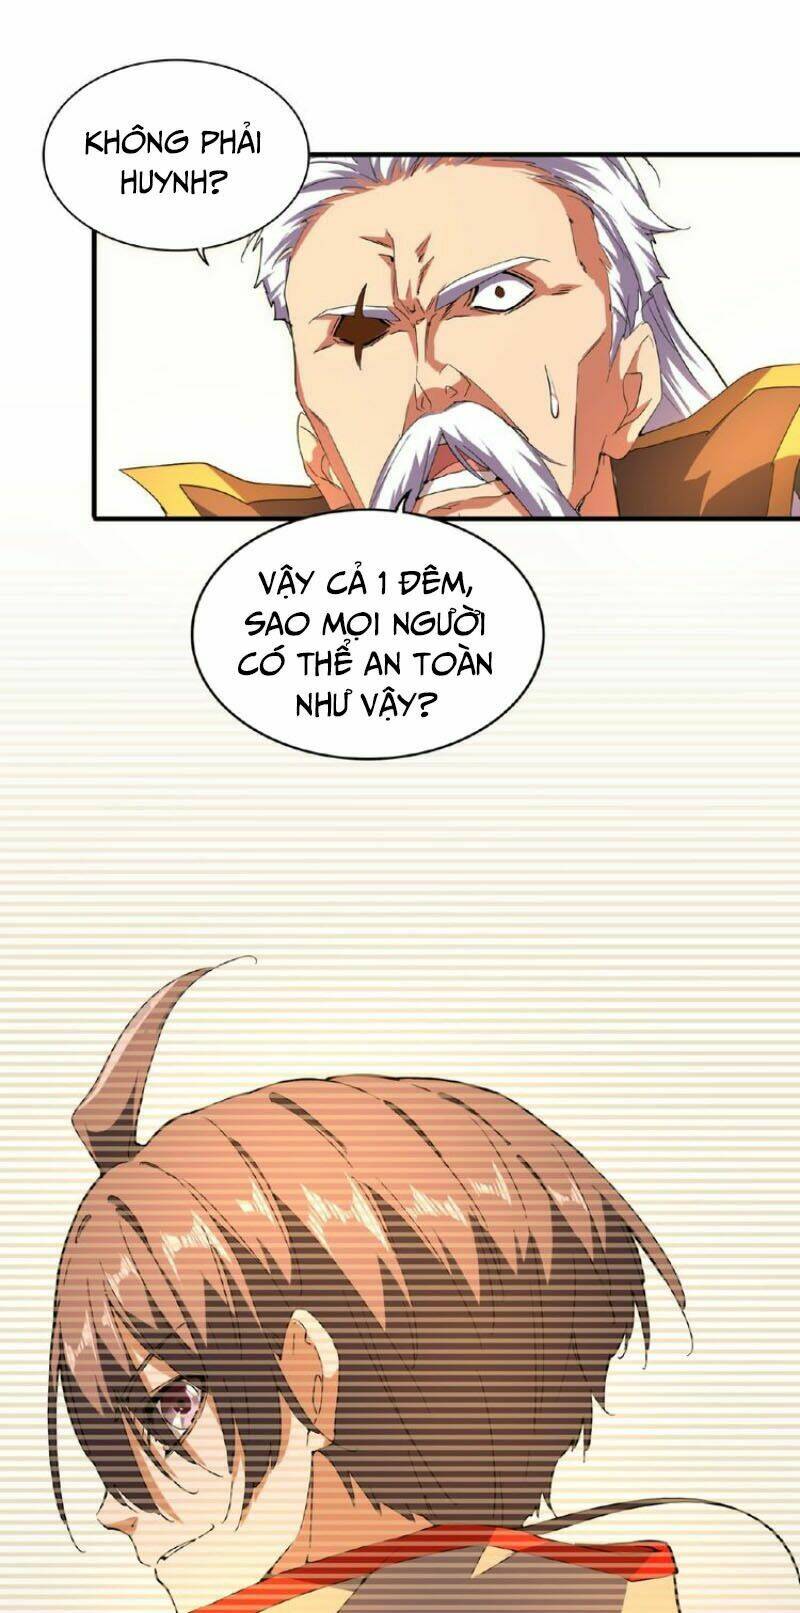 KHÔNG PHẢI
HUYNH?
VẬY CẢ 1 ĐÊM,
SAO MỌI NGƯỜI
CÓ THỂ AN TOÀN
NHƯ VẬY?